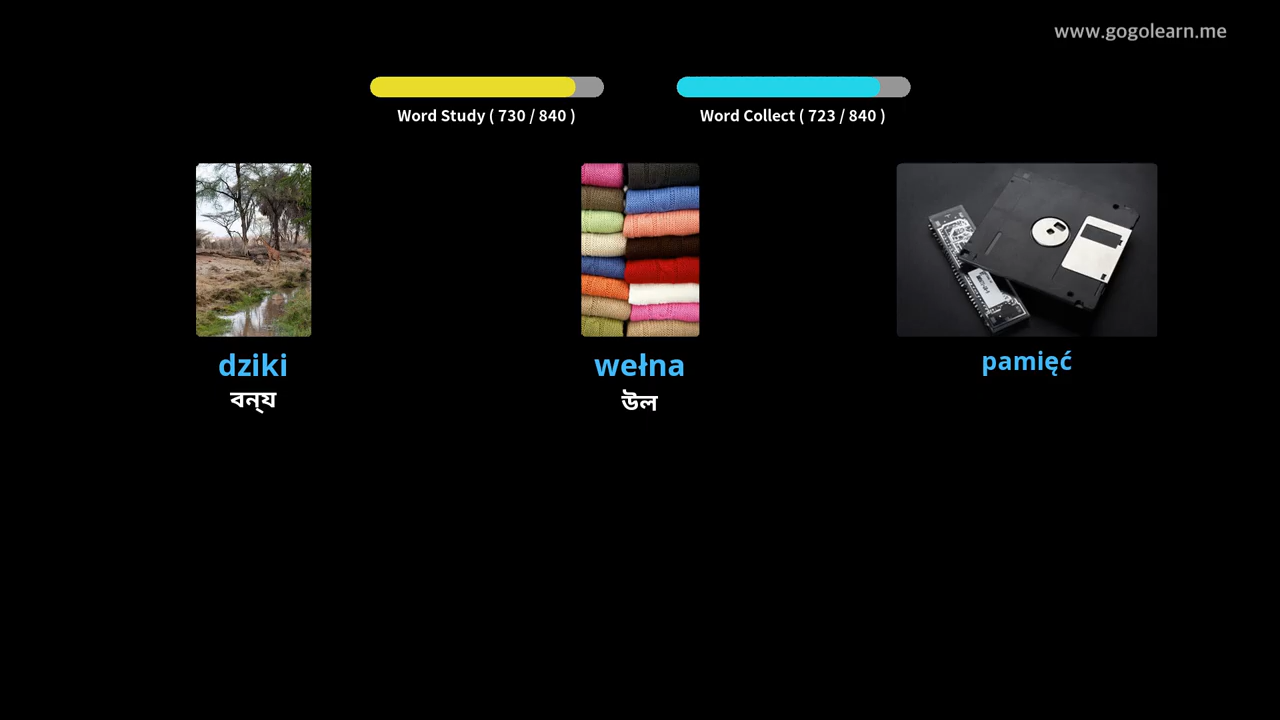 www.gogolearn.me
Word Study ( 730 / 840 )
Word Collect ( 723 / 840 )
dziki
wełna
pamięć
বন্য
উল